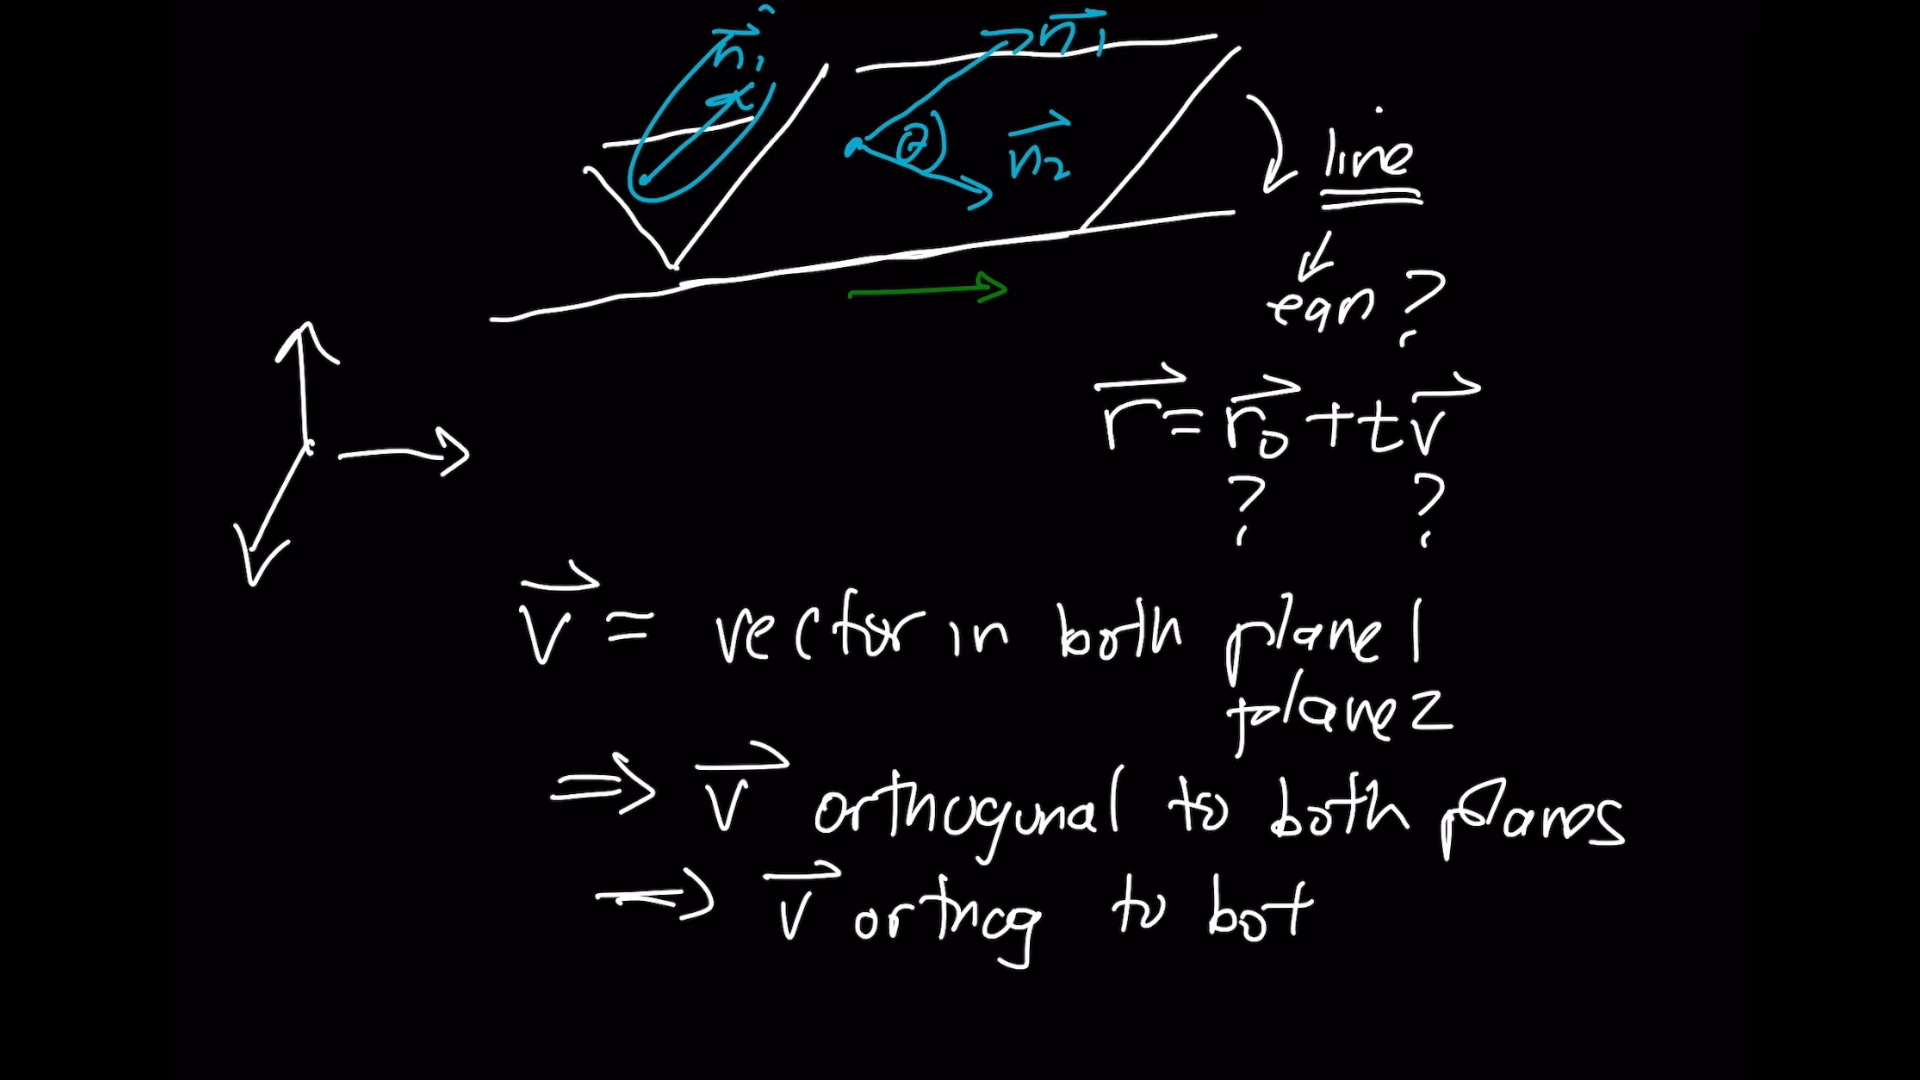 n₁ n₁
α
θ n₂
line
eqn?
r = r₀ + t v
? ?
v = vector in both plane 1
plane 2
⇒ v orthogonal to both planes
→ v orthog to bot